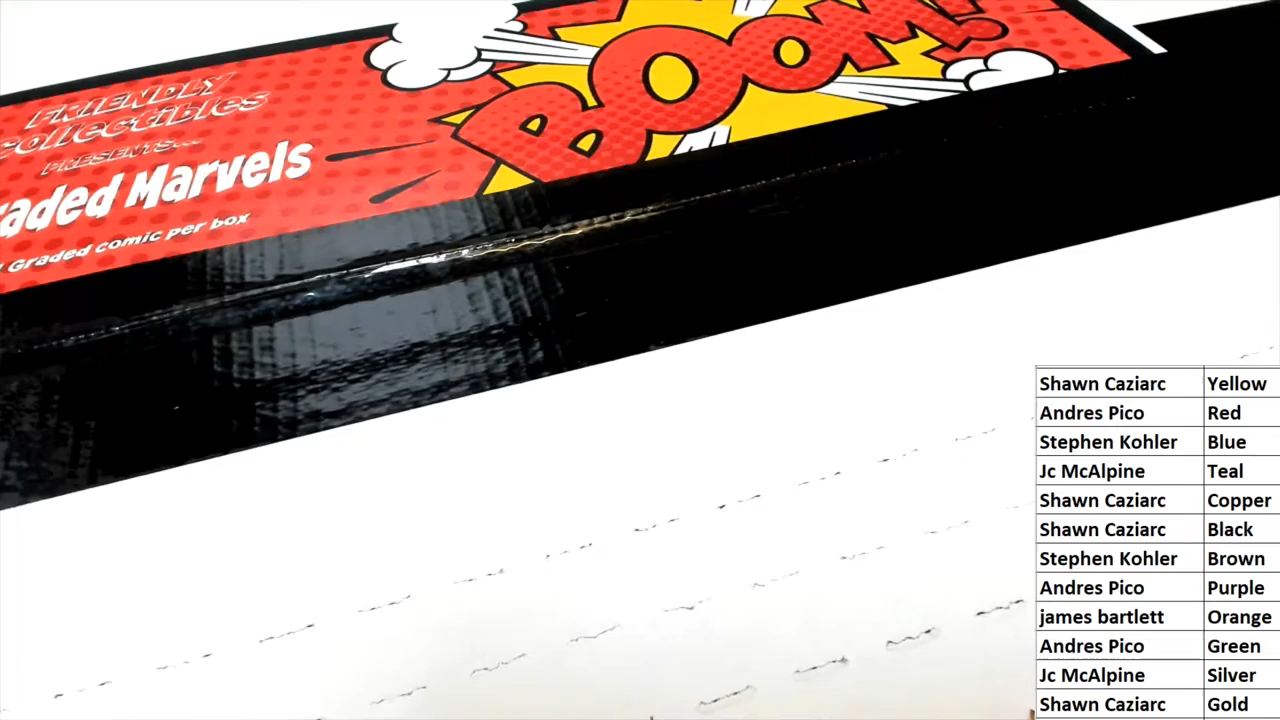 FRIENDLY
Collectibles
PRESENTS...
aded Marvels
Graded comic per box
BOOM!
Shawn Caziarc Yellow
Andres Pico Red
Stephen Kohler Blue
Jc McAlpine Teal
Shawn Caziarc Copper
Shawn Caziarc Black
Stephen Kohler Brown
Andres Pico Purple
james bartlett Orange
Andres Pico Green
Jc McAlpine Silver
Shawn Caziarc Gold